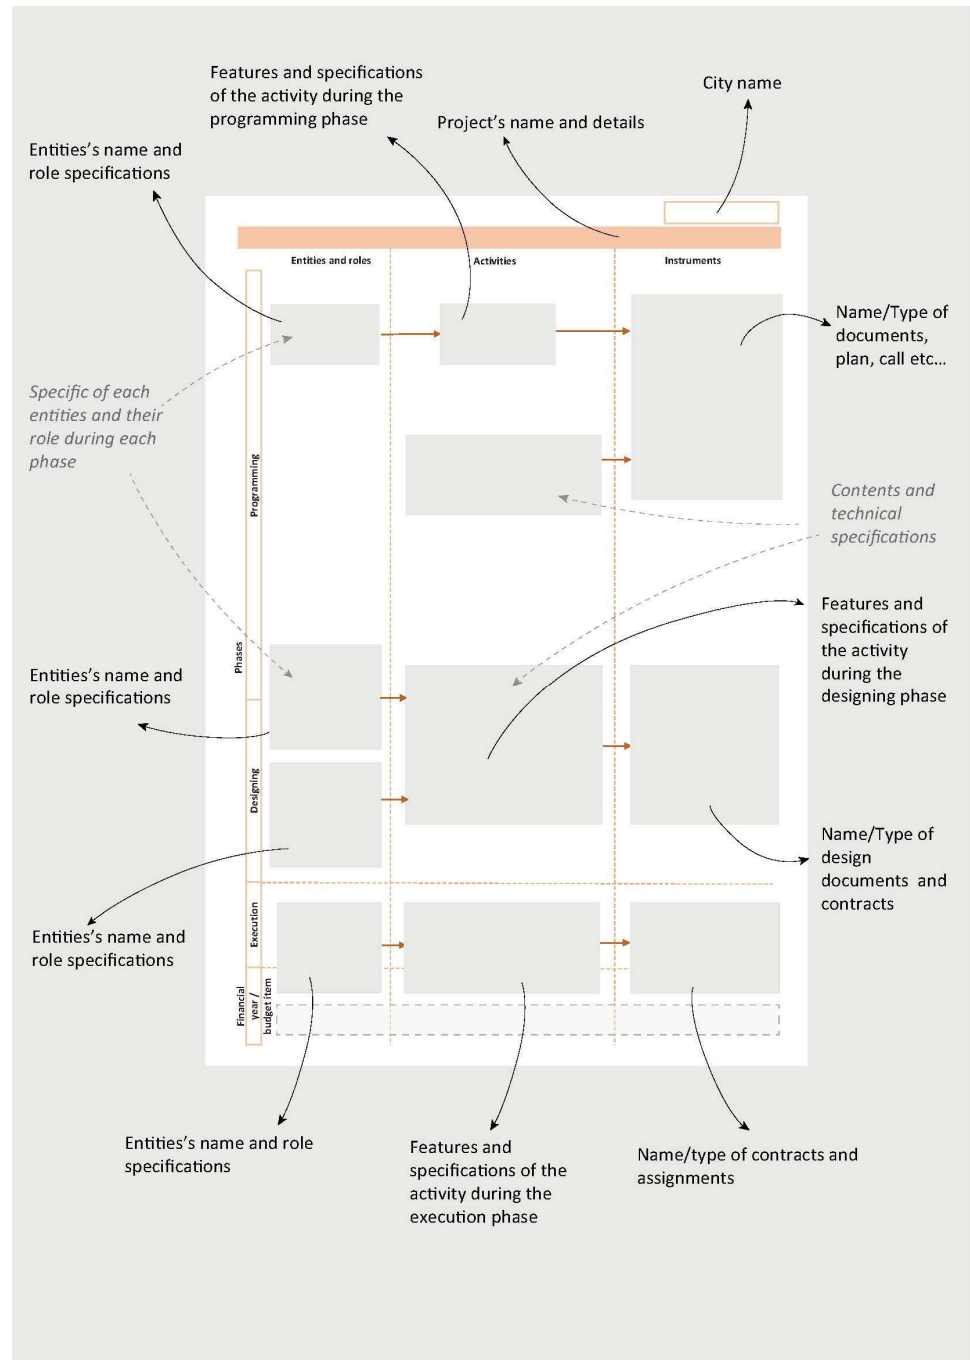 Features and specifications
of the activity during the
programming phase
City name
Project's name and details
Entities's name and
role specifications
Entities and roles
Activities
Instruments
Name/Type of
documents,
plan, call etc...
Specific of each
entities and their
role during each
phase
Programming
Contents and
technical
specifications
Features and
specifications of
the activity
during the
designing phase
Phases
Entities's name and
role specifications
Designing
Name/Type of
design
documents and
contracts
Execution
Entities's name and
role specifications
Financial
year /
budget item
Entities's name and role
specifications
Features and
specifications of the
activity during the
execution phase
Name/type of contracts and
assignments